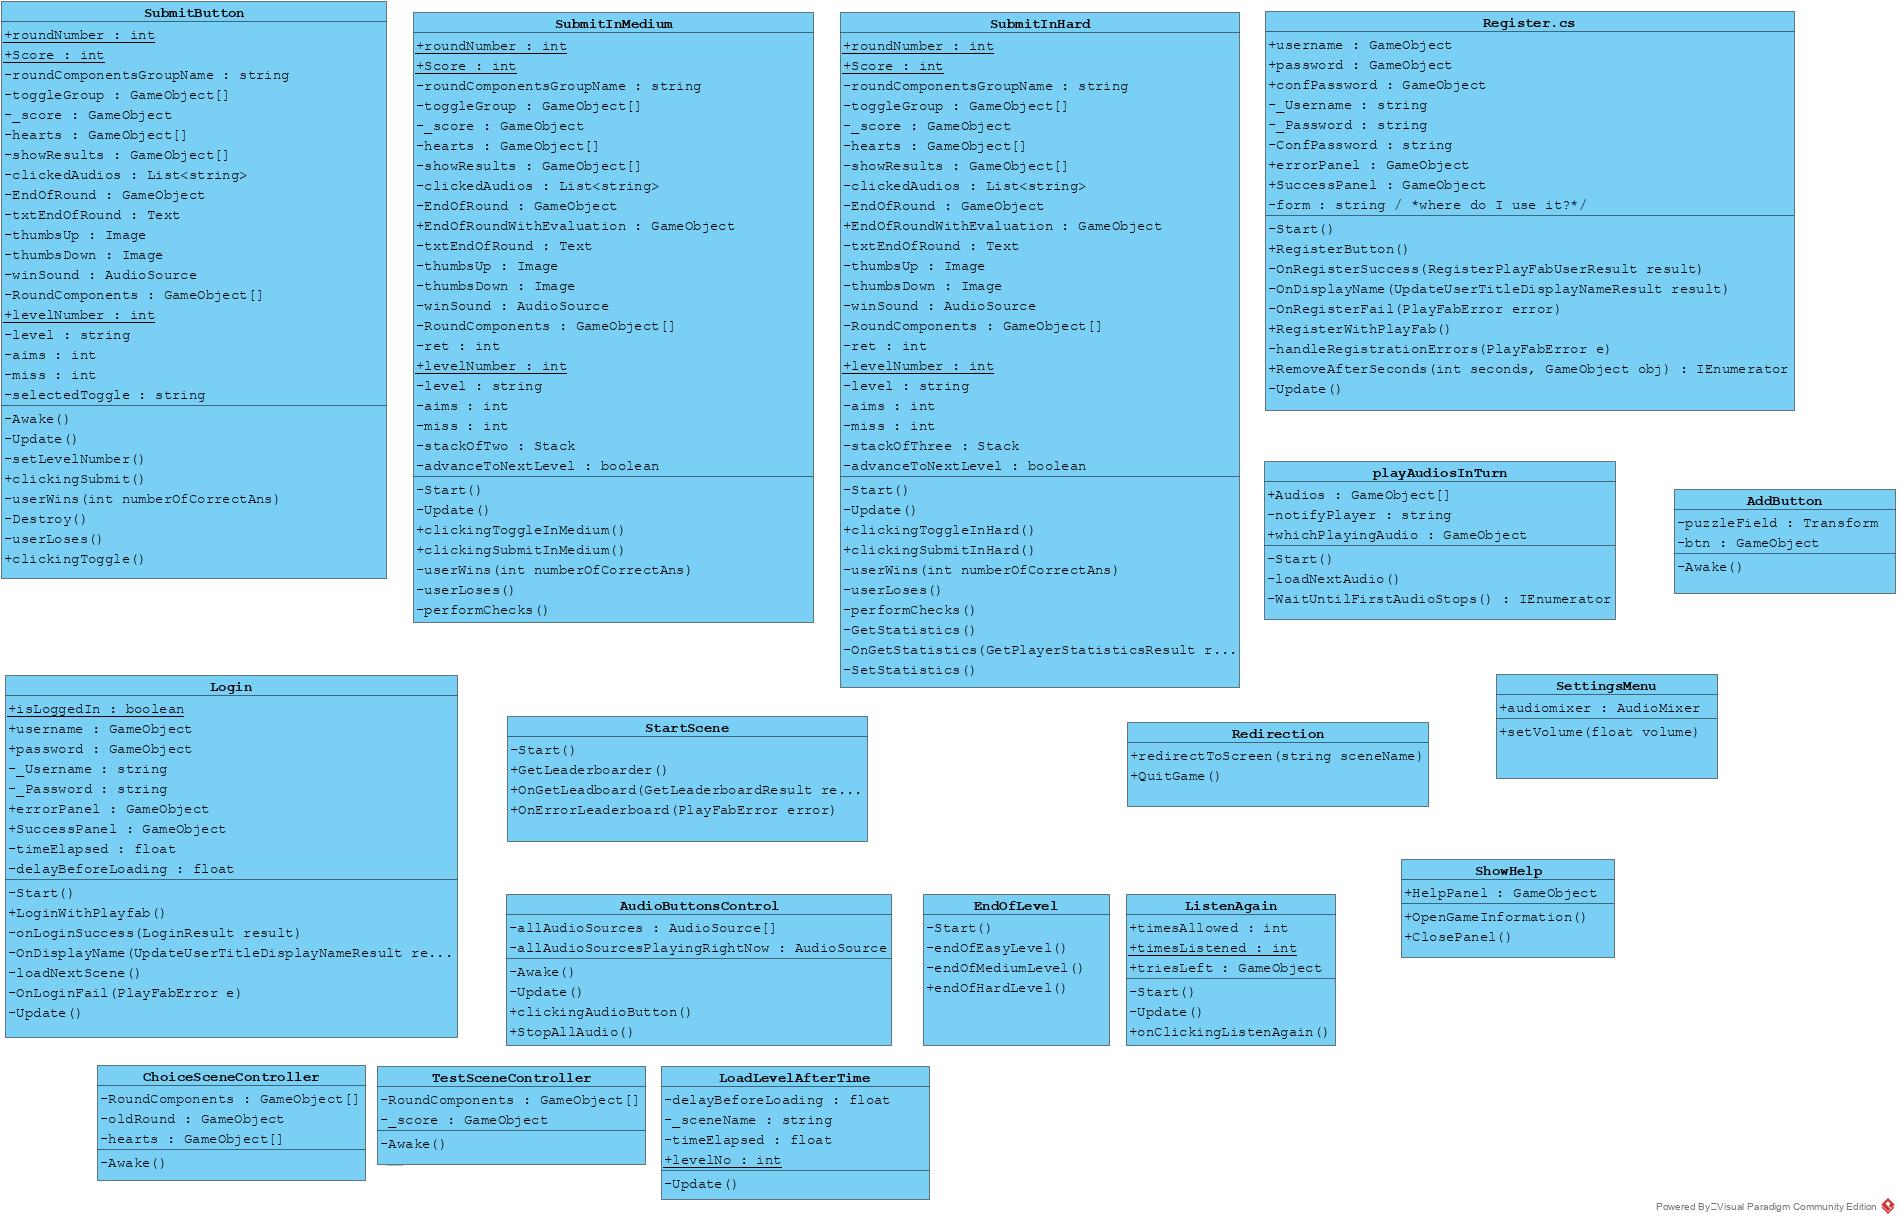 SubmitButton
+roundNumber : int
+Score : int
-roundComponentsGroupName : string
-toggleGroup : GameObject[]
-_score : GameObject
-hearts : GameObject[]
-showResults : GameObject[]
-clickedAudios : List<string>
-EndOfRound : GameObject
-txtEndOfRound : Text
-thumbsUp : Image
-thumbsDown : Image
-winSound : AudioSource
-RoundComponents : GameObject[]
+levelNumber : int
-level : string
-aims : int
-miss : int
-selectedToggle : string
-Awake()
-Update()
-setLevelNumber()
+clickingSubmit()
-userWins(int numberOfCorrectAns)
-Destroy()
-userLoses()
+clickingToggle()
SubmitInMedium
+roundNumber : int
+Score : int
-roundComponentsGroupName : string
-toggleGroup : GameObject[]
-_score : GameObject
-hearts : GameObject[]
-showResults : GameObject[]
-clickedAudios : List<string>
-EndOfRound : GameObject
+EndOfRoundWithEvaluation : GameObject
-txtEndOfRound : Text
-thumbsUp : Image
-thumbsDown : Image
-winSound : AudioSource
-RoundComponents : GameObject[]
-ret : int
+levelNumber : int
-level : string
-aims : int
-miss : int
-stackOfTwo : Stack
-advanceToNextLevel : boolean
-Start()
-Update()
+clickingToggleInMedium()
+clickingSubmitInMedium()
-userWins(int numberOfCorrectAns)
-userLoses()
-performChecks()
SubmitInHard
+roundNumber : int
+Score : int
-roundComponentsGroupName : string
-toggleGroup : GameObject[]
-_score : GameObject
-hearts : GameObject[]
-showResults : GameObject[]
-clickedAudios : List<string>
-EndOfRound : GameObject
+EndOfRoundWithEvaluation : GameObject
-txtEndOfRound : Text
-thumbsUp : Image
-thumbsDown : Image
-winSound : AudioSource
-RoundComponents : GameObject[]
-ret : int
+levelNumber : int
-level : string
-aims : int
-miss : int
-stackOfThree : Stack
-advanceToNextLevel : boolean
-Start()
-Update()
+clickingToggleInHard()
+clickingSubmitInHard()
-userWins(int numberOfCorrectAns)
-userLoses()
-performChecks()
-GetStatistics()
-OnGetStatistics(GetPlayerStatisticsResult r...
-SetStatistics()
Register.cs
+username : GameObject
+password : GameObject
+confPassword : GameObject
-_Username : string
-_Password : string
-ConfPassword : string
+errorPanel : GameObject
+SuccessPanel : GameObject
-form : string / *where do I use it?*/
-Start()
+RegisterButton()
-OnRegisterSuccess(RegisterPlayFabUserResult result)
-OnDisplayName(UpdateUserTitleDisplayNameResult result)
-OnRegisterFail(PlayFabError error)
+RegisterWithPlayFab()
-handleRegistrationErrors(PlayFabError e)
+RemoveAfterSeconds(int seconds, GameObject obj) : IEnumerator
-Update()
playAudiosInTurn
+Audios : GameObject[]
-notifyPlayer : string
+whichPlayingAudio : GameObject
-Start()
-loadNextAudio()
-WaitUntilFirstAudioStops() : IEnumerator
AddButton
-puzzleField : Transform
-btn : GameObject
-Awake()
Login
+isLoggedIn : boolean
+username : GameObject
+password : GameObject
-_Username : string
-_Password : string
+errorPanel : GameObject
+SuccessPanel : GameObject
-timeElapsed : float
-delayBeforeLoading : float
-Start()
+LoginWithPlayfab()
-onLoginSuccess(LoginResult result)
-OnDisplayName(UpdateUserTitleDisplayNameResult re...
-loadNextScene()
-OnLoginFail(PlayFabError e)
-Update()
StartScene
-Start()
+GetLeaderboarder()
+OnGetLeadboard(GetLeaderboardResult re...
+OnErrorLeaderboard(PlayFabError error)
Redirection
+redirectToScreen(string sceneName)
+QuitGame()
SettingsMenu
+audiomixer : AudioMixer
+setVolume(float volume)
AudioButtonsControl
-allAudioSources : AudioSource[]
-allAudioSourcesPlayingRightNow : AudioSource
-Awake()
-Update()
+clickingAudioButton()
+StopAllAudio()
EndOfLevel
-Start()
-endOfEasyLevel()
-endOfMediumLevel()
+endOfHardLevel()
ListenAgain
+timesAllowed : int
+timesListened : int
+triesLeft : GameObject
-Start()
-Update()
+onClickingListenAgain()
ShowHelp
+HelpPanel : GameObject
+OpenGameInformation()
+ClosePanel()
ChoiceSceneController
-RoundComponents : GameObject[]
-oldRound : GameObject
-hearts : GameObject[]
-Awake()
TestSceneController
-RoundComponents : GameObject[]
-_score : GameObject
-Awake()
LoadLevelAfterTime
-delayBeforeLoading : float
-_sceneName : string
-timeElapsed : float
+levelNo : int
-Update()
Powered By Visual Paradigm Community Edition